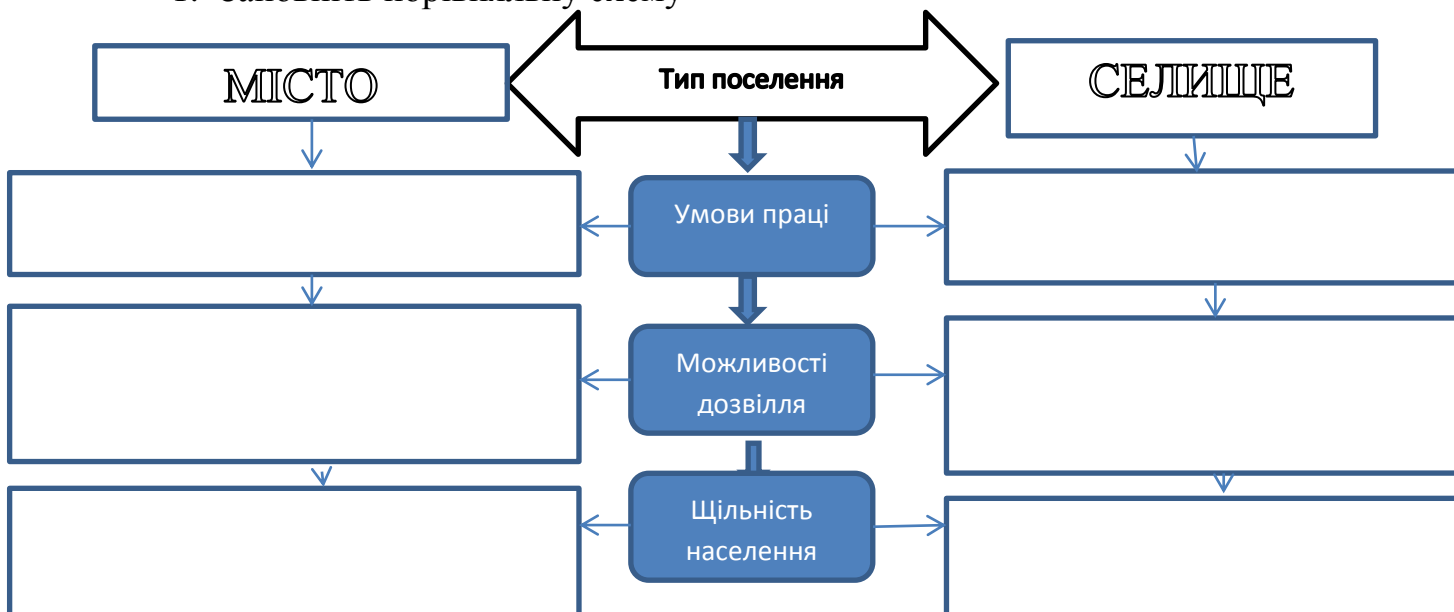 МІСТО
Тип поселення
СЕЛИЩЕ
Умови праці
Можливості
дозвілля
Щільність
населення